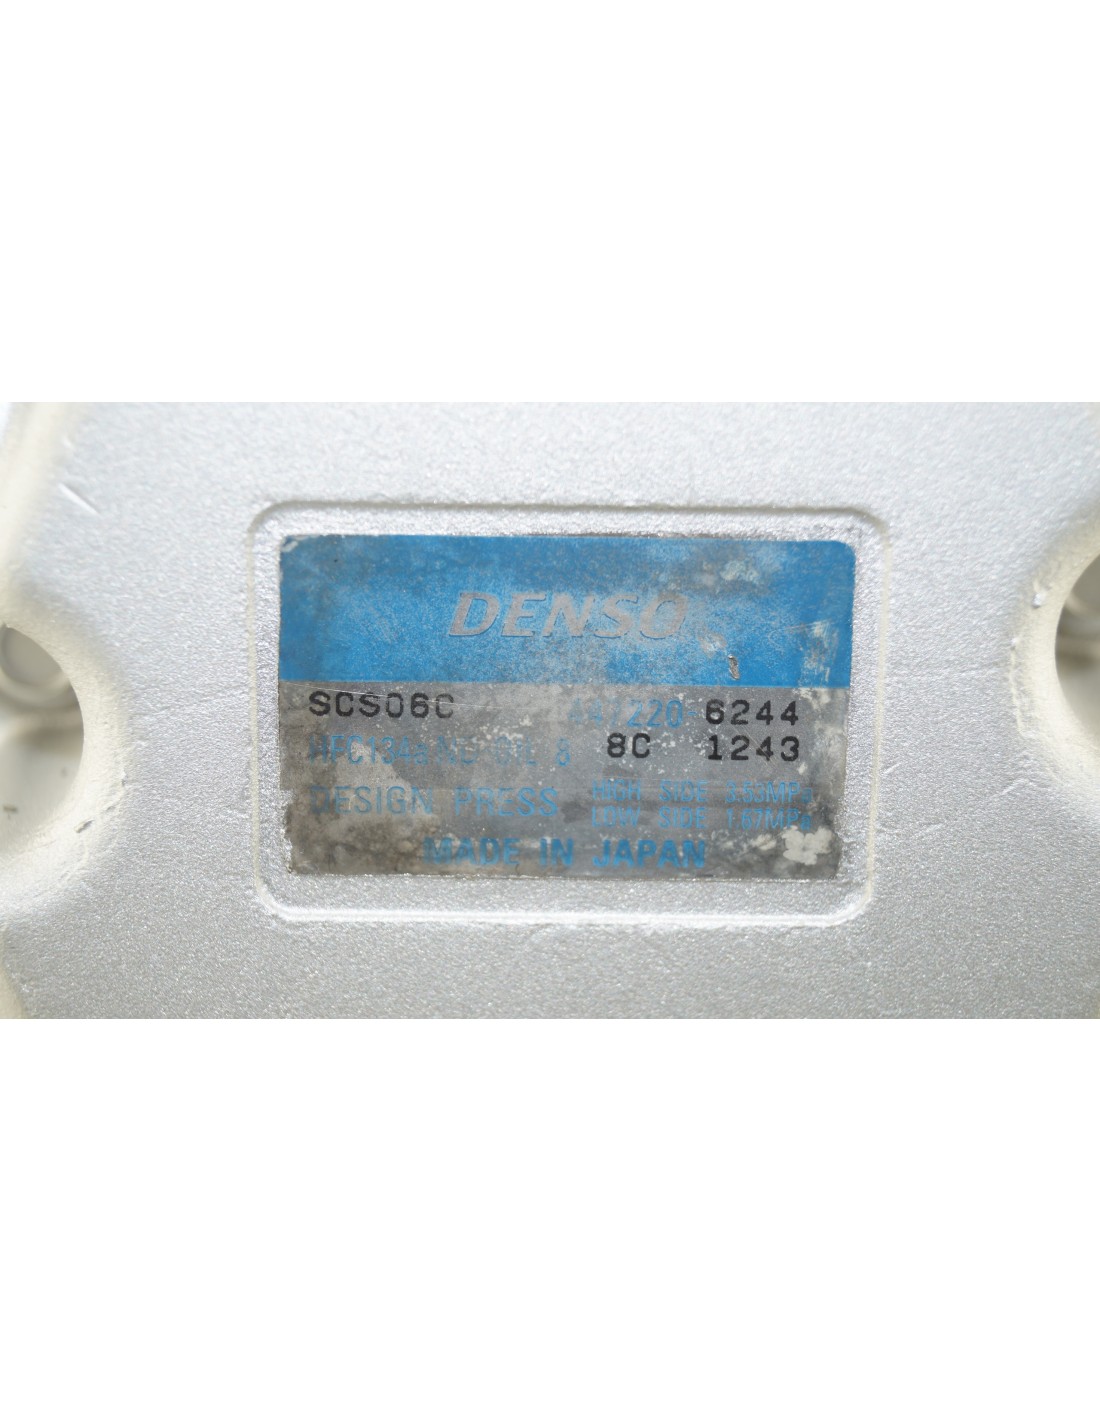 DENSO
SCS06C 447220-6244
HFC134a ND-OIL 8 8C 1243
DESIGN PRESS HIGH SIDE 3.53MPa
LOW SIDE 1.67MPa
MADE IN JAPAN